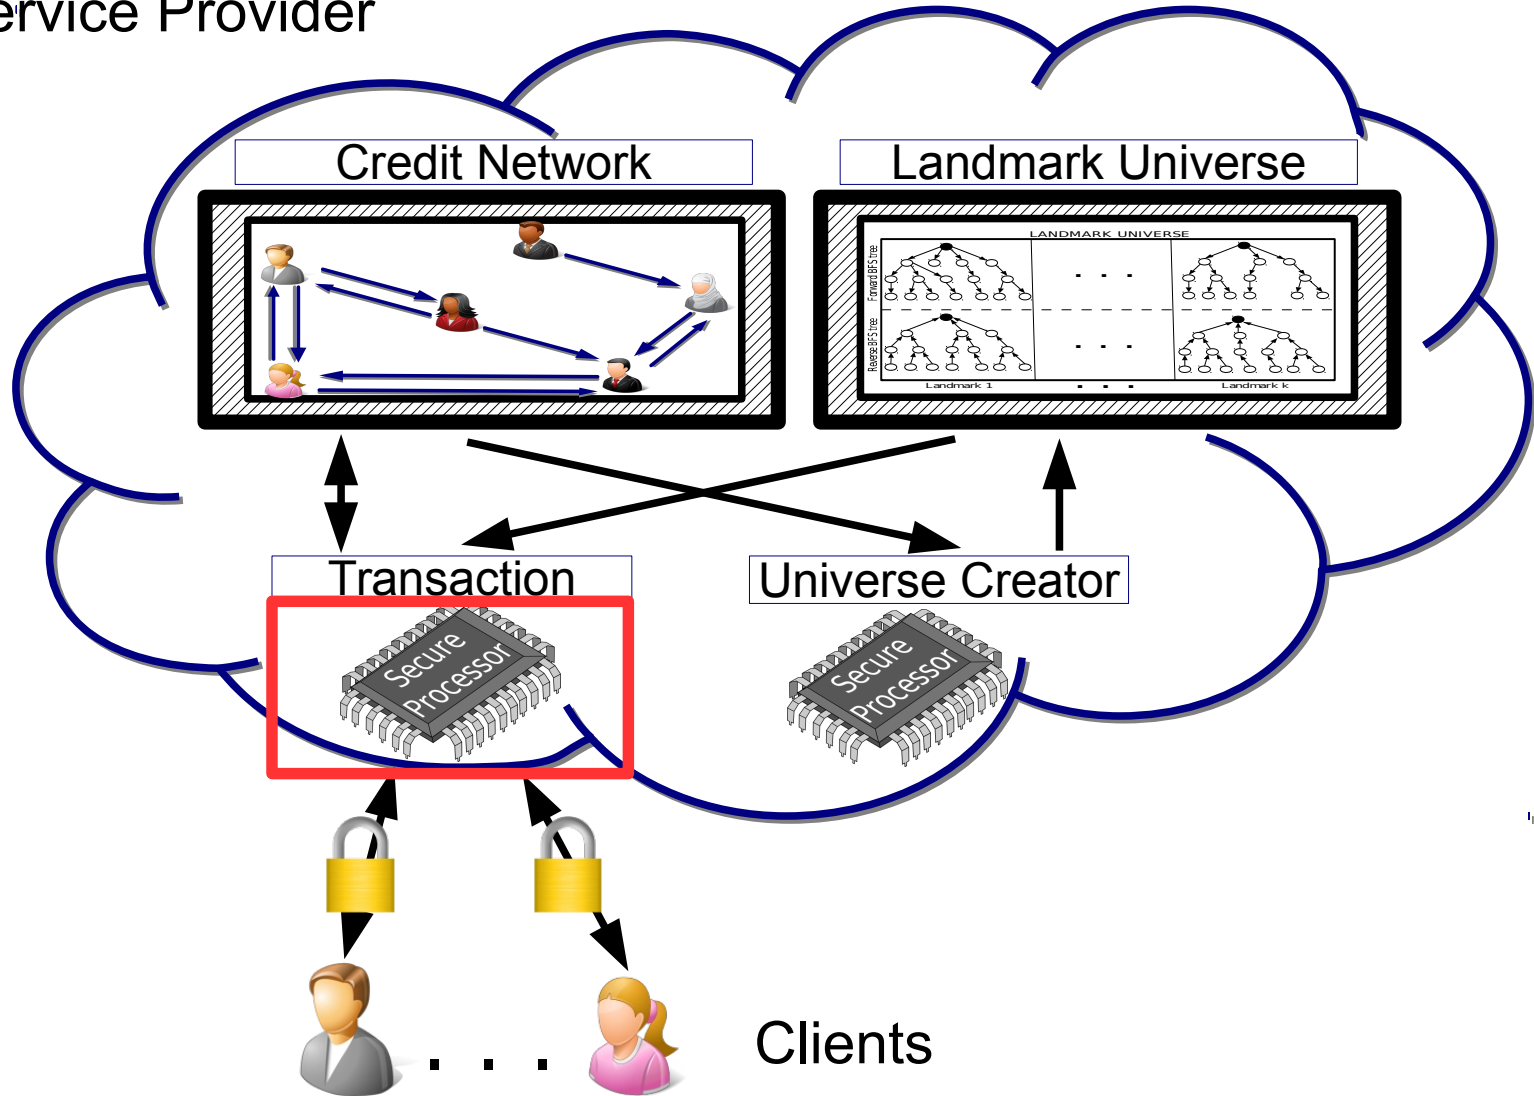 ervice Provider
Credit Network
Landmark Universe
LANDMARK UNIVERSE
Forward BFS tree
. . .
Reverse BFS tree
. . .
Landmark 1
. . .
Landmark k
Transaction
Universe Creator
Secure
Processor
Secure
Processor
. . .
Clients